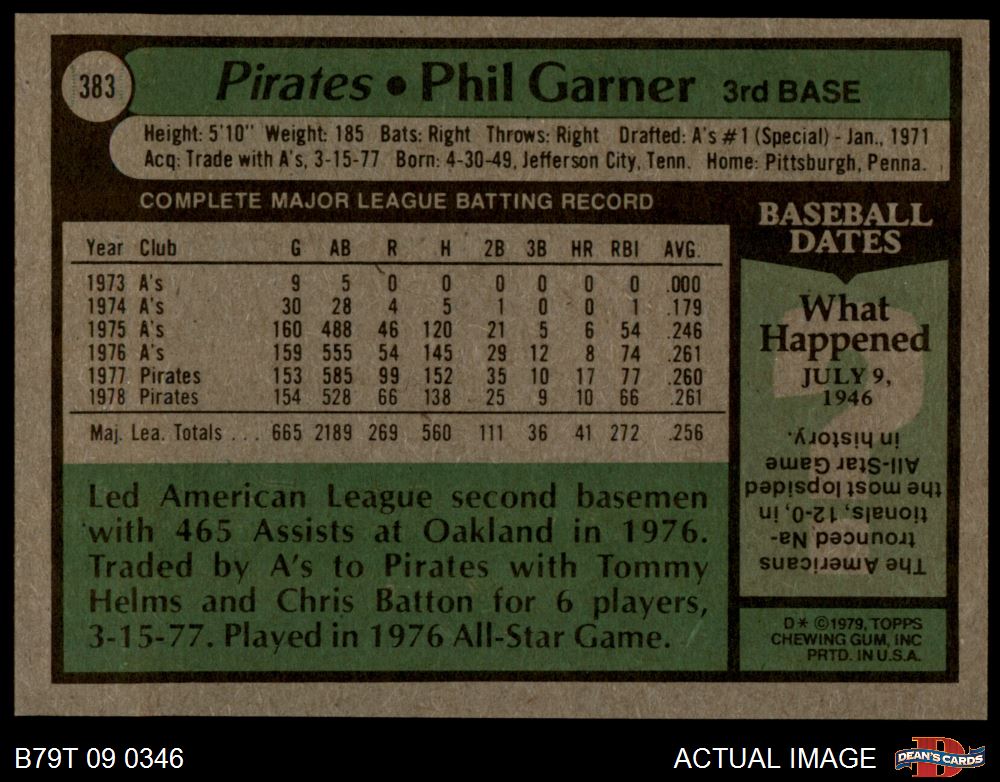 383
Pirates • Phil Garner 3rd BASE
Height: 5'10" Weight: 185 Bats: Right Throws: Right Drafted: A's #1 (Special) - Jan., 1971
Acq: Trade with A's, 3-15-77 Born: 4-30-49, Jefferson City, Tenn. Home: Pittsburgh, Penna.
COMPLETE MAJOR LEAGUE BATTING RECORD
Year Club G AB R H 2B 3B HR RBI AVG.
1973 A's 9 5 0 0 0 0 0 0 .000
1974 A's 30 28 4 5 1 0 0 1 .179
1975 A's 160 488 46 120 21 5 6 54 .246
1976 A's 159 555 54 145 29 12 8 74 .261
1977 Pirates 153 585 99 152 35 10 17 77 .260
1978 Pirates 154 528 66 138 25 9 10 66 .261
Maj. Lea. Totals ... 665 2189 269 560 111 36 41 272 .256
Led American League second basemen
with 465 Assists at Oakland in 1976.
Traded by A's to Pirates with Tommy
Helms and Chris Batton for 6 players,
3-15-77. Played in 1976 All-Star Game.
BASEBALL
DATES
What
Happened
JULY 9,
1946
The Americans
trounced Na-
tionals, 12-0, in
the most lopsided
All-Star Game
in history.
D* ©1979, TOPPS
CHEWING GUM, INC
PRTD. IN U.S.A.
B79T 09 0346
ACTUAL IMAGE
D
DEAN'S CARDS